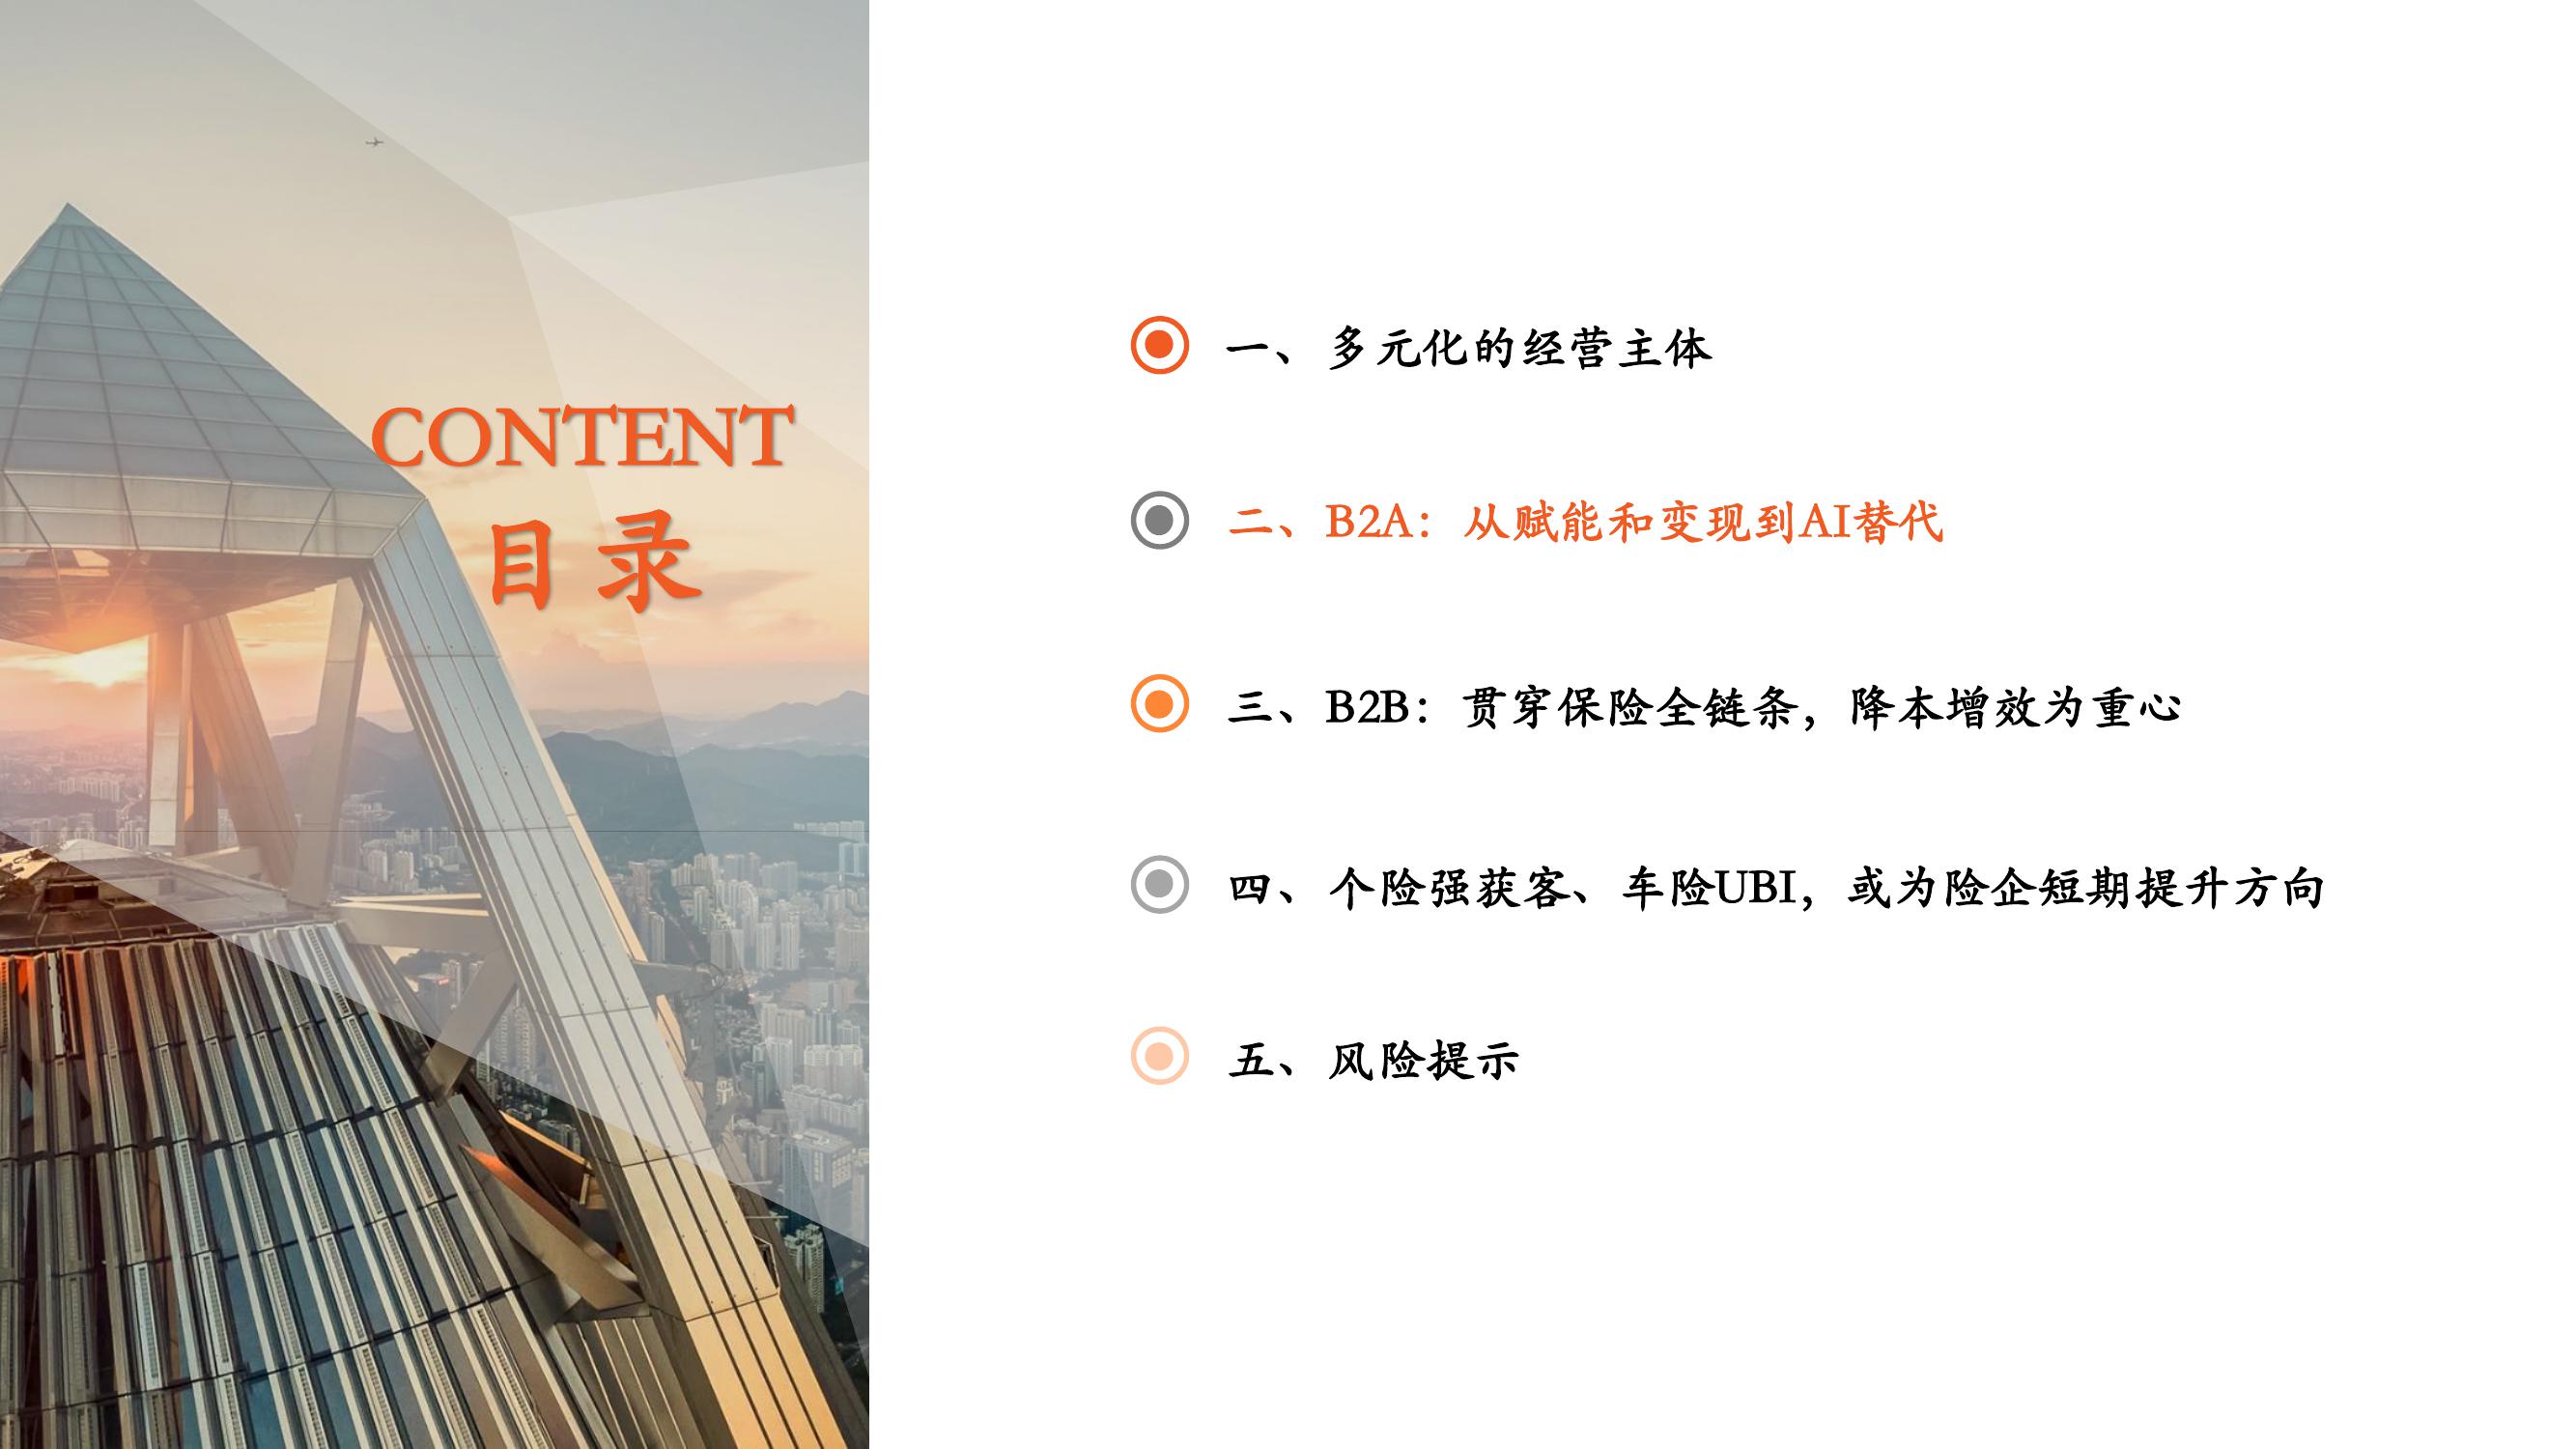 CONTENT
目录
一、多元化的经营主体
二、B2A：从赋能和变现到AI替代
三、B2B：贯穿保险全链条，降本增效为重心
四、个险强获客、车险UBI，或为险企短期提升方向
五、风险提示